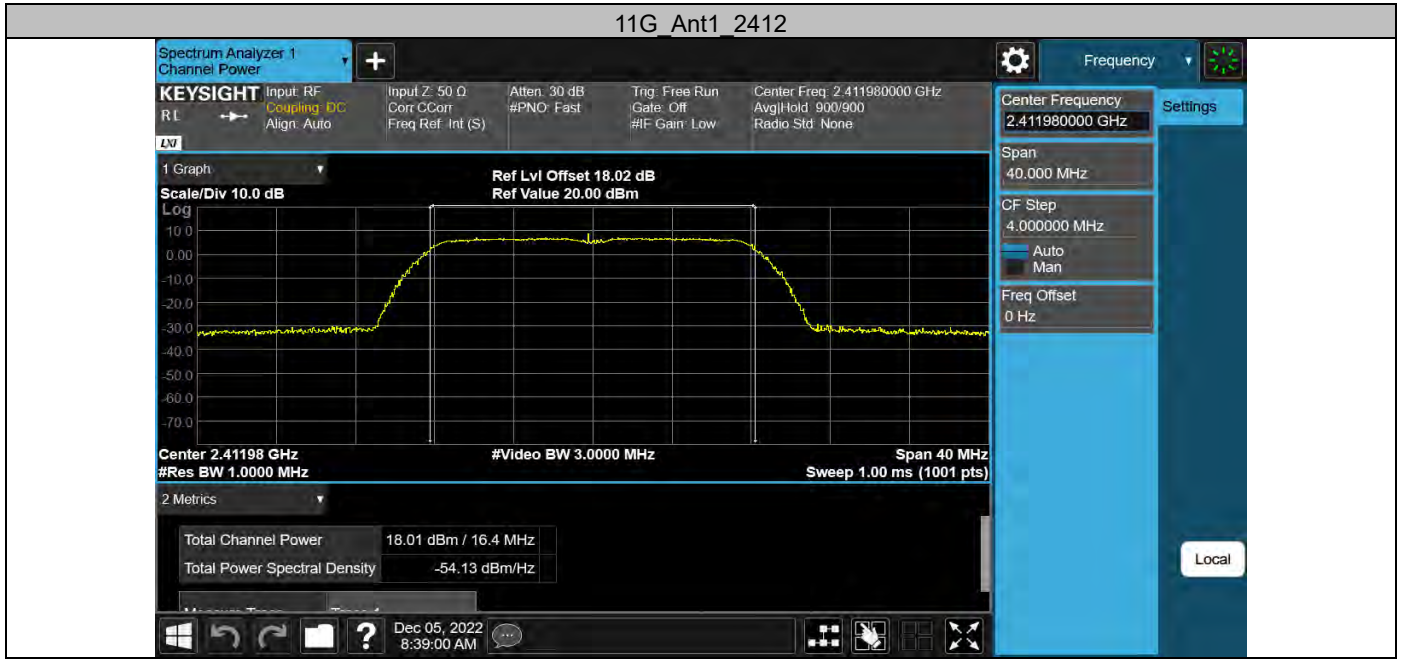 11G_Ant1_2412
Spectrum Analyzer 1
Channel Power
+
Frequency
KEYSIGHT
RL
LXI
Input: RF
Coupling: DC
Align: Auto
Input Z: 50 Ω
Corr CCorr
Freq Ref: Int (S)
Atten: 30 dB
#PNO: Fast
Trig: Free Run
Gate: Off
#IF Gain: Low
Center Freq: 2.411980000 GHz
Avg|Hold: 900/900
Radio Std: None
Center Frequency
2.411980000 GHz
Settings
Span
40.000 MHz
CF Step
4.000000 MHz
Auto
Man
Freq Offset
0 Hz
1 Graph
Scale/Div 10.0 dB
Ref Lvl Offset 18.02 dB
Ref Value 20.00 dBm
Log
10.0
0.00
-10.0
-20.0
-30.0
-40.0
-50.0
-60.0
-70.0
Center 2.41198 GHz
#Res BW 1.0000 MHz
#Video BW 3.0000 MHz
Span 40 MHz
Sweep 1.00 ms (1001 pts)
2 Metrics
Total Channel Power 18.01 dBm / 16.4 MHz
Total Power Spectral Density -54.13 dBm/Hz
Local
?
Dec 05, 2022
8:39:00 AM